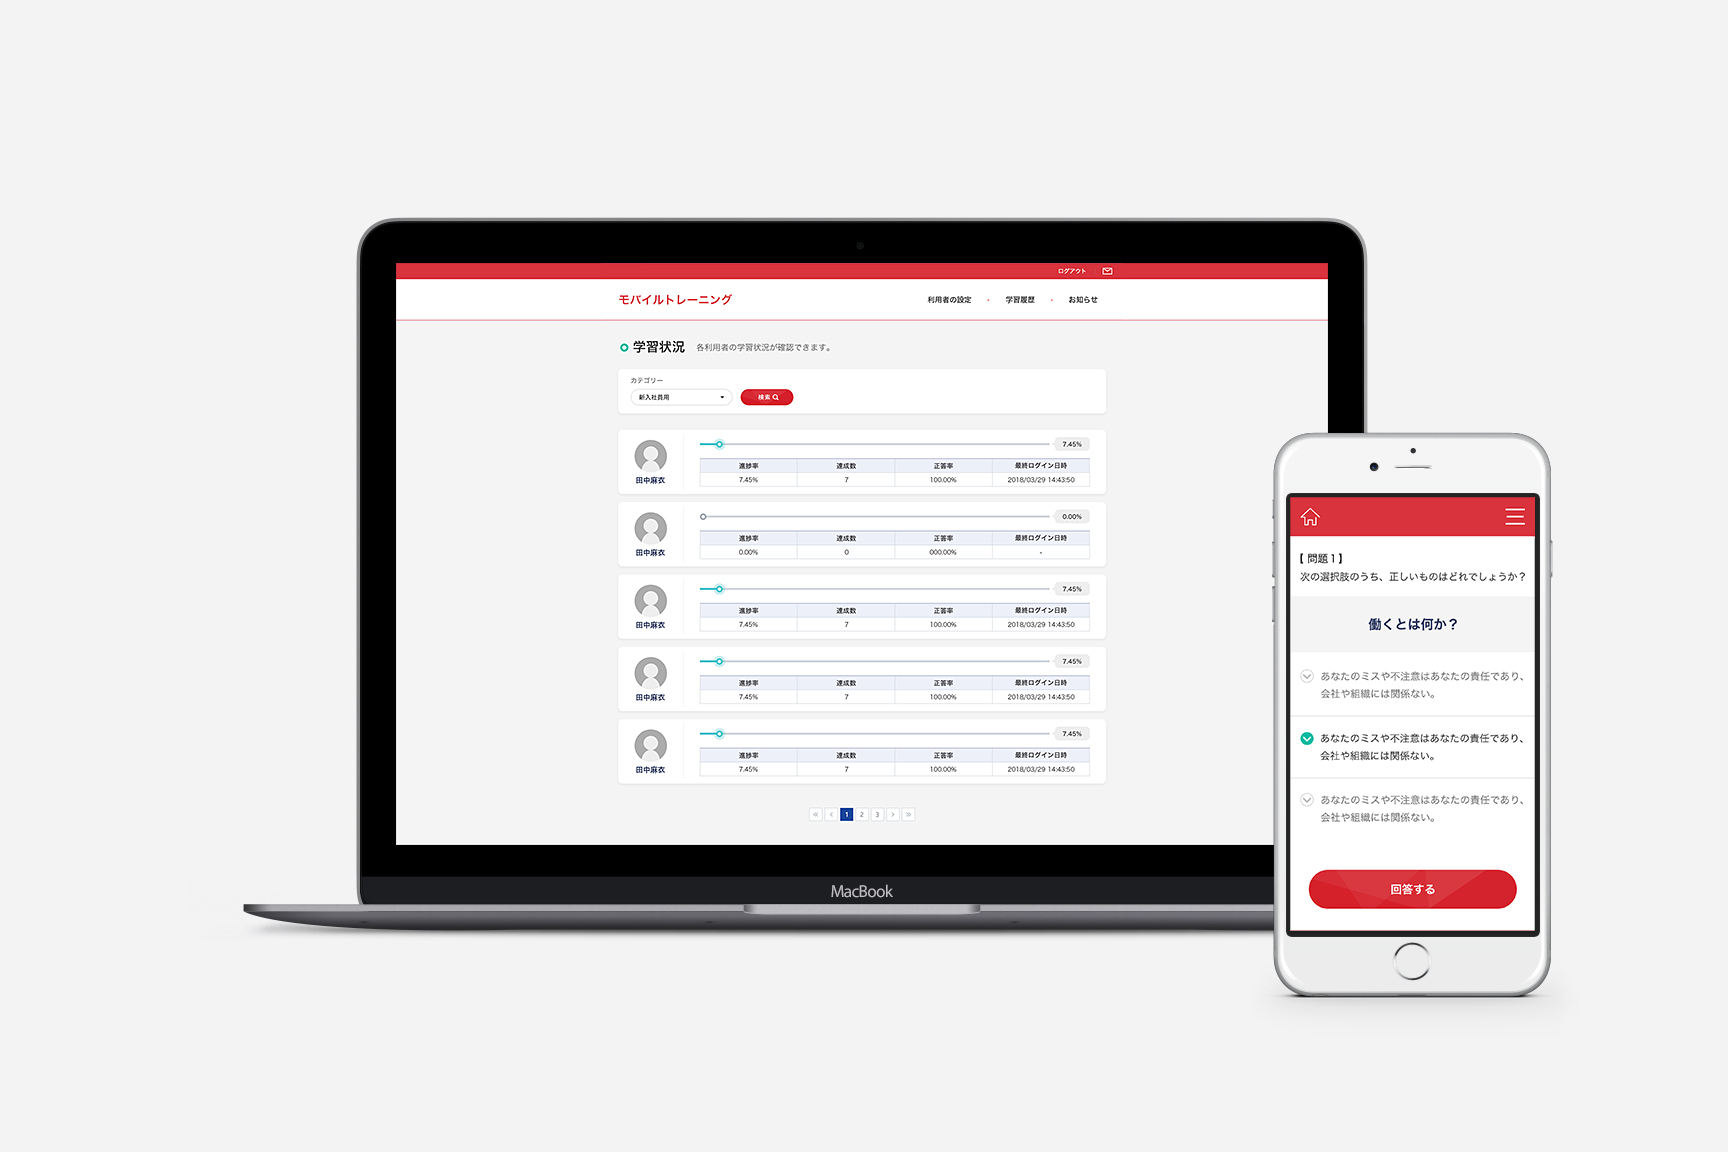 ログアウト
モバイルトレーニング
利用者の設定 ・ 学習履歴 ・ お知らせ
学習状況 各利用者の学習状況が確認できます。
カテゴリー
新入社員用 検索
7.45%
進捗率 達成数 正答率 最終ログイン日時
田中麻衣 7.45% 7 100.00% 2018/03/29 14:43:50
0.00%
進捗率 達成数 正答率 最終ログイン日時
田中麻衣 0.00% 0 000.00% -
7.45%
進捗率 達成数 正答率 最終ログイン日時
田中麻衣 7.45% 7 100.00% 2018/03/29 14:43:50
7.45%
進捗率 達成数 正答率 最終ログイン日時
田中麻衣 7.45% 7 100.00% 2018/03/29 14:43:50
7.45%
進捗率 達成数 正答率 最終ログイン日時
田中麻衣 7.45% 7 100.00% 2018/03/29 14:43:50
« ‹ 1 2 3 › »
MacBook
【 問題 1 】
次の選択肢のうち、正しいものはどれでしょうか？
働くとは何か？
あなたのミスや不注意はあなたの責任であり、
会社や組織には関係ない。
あなたのミスや不注意はあなたの責任であり、
会社や組織には関係ない。
あなたのミスや不注意はあなたの責任であり、
会社や組織には関係ない。
回答する